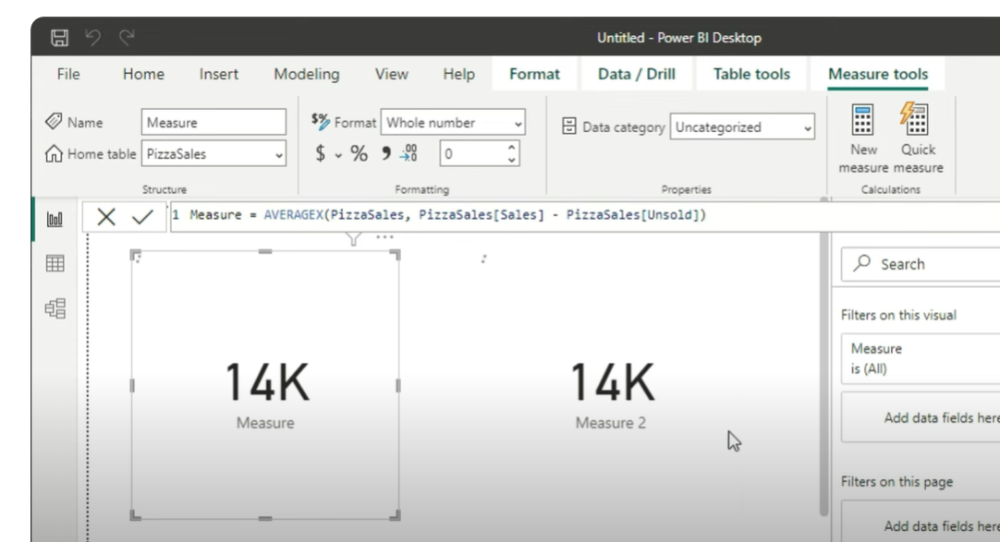 Untitled - Power BI Desktop
File Home Insert Modeling View Help Format Data / Drill Table tools Measure tools
Name Measure
Home table PizzaSales
Structure
$% Format Whole number
$ % , .00 →.0 0
Formatting
Data category Uncategorized
Properties
New measure
Quick measure
Calculations
1 Measure = AVERAGEX(PizzaSales, PizzaSales[Sales] - PizzaSales[Unsold])
14K
Measure
14K
Measure 2
Search
Filters on this visual
Measure
is (All)
Add data fields here
Filters on this page
Add data fields here